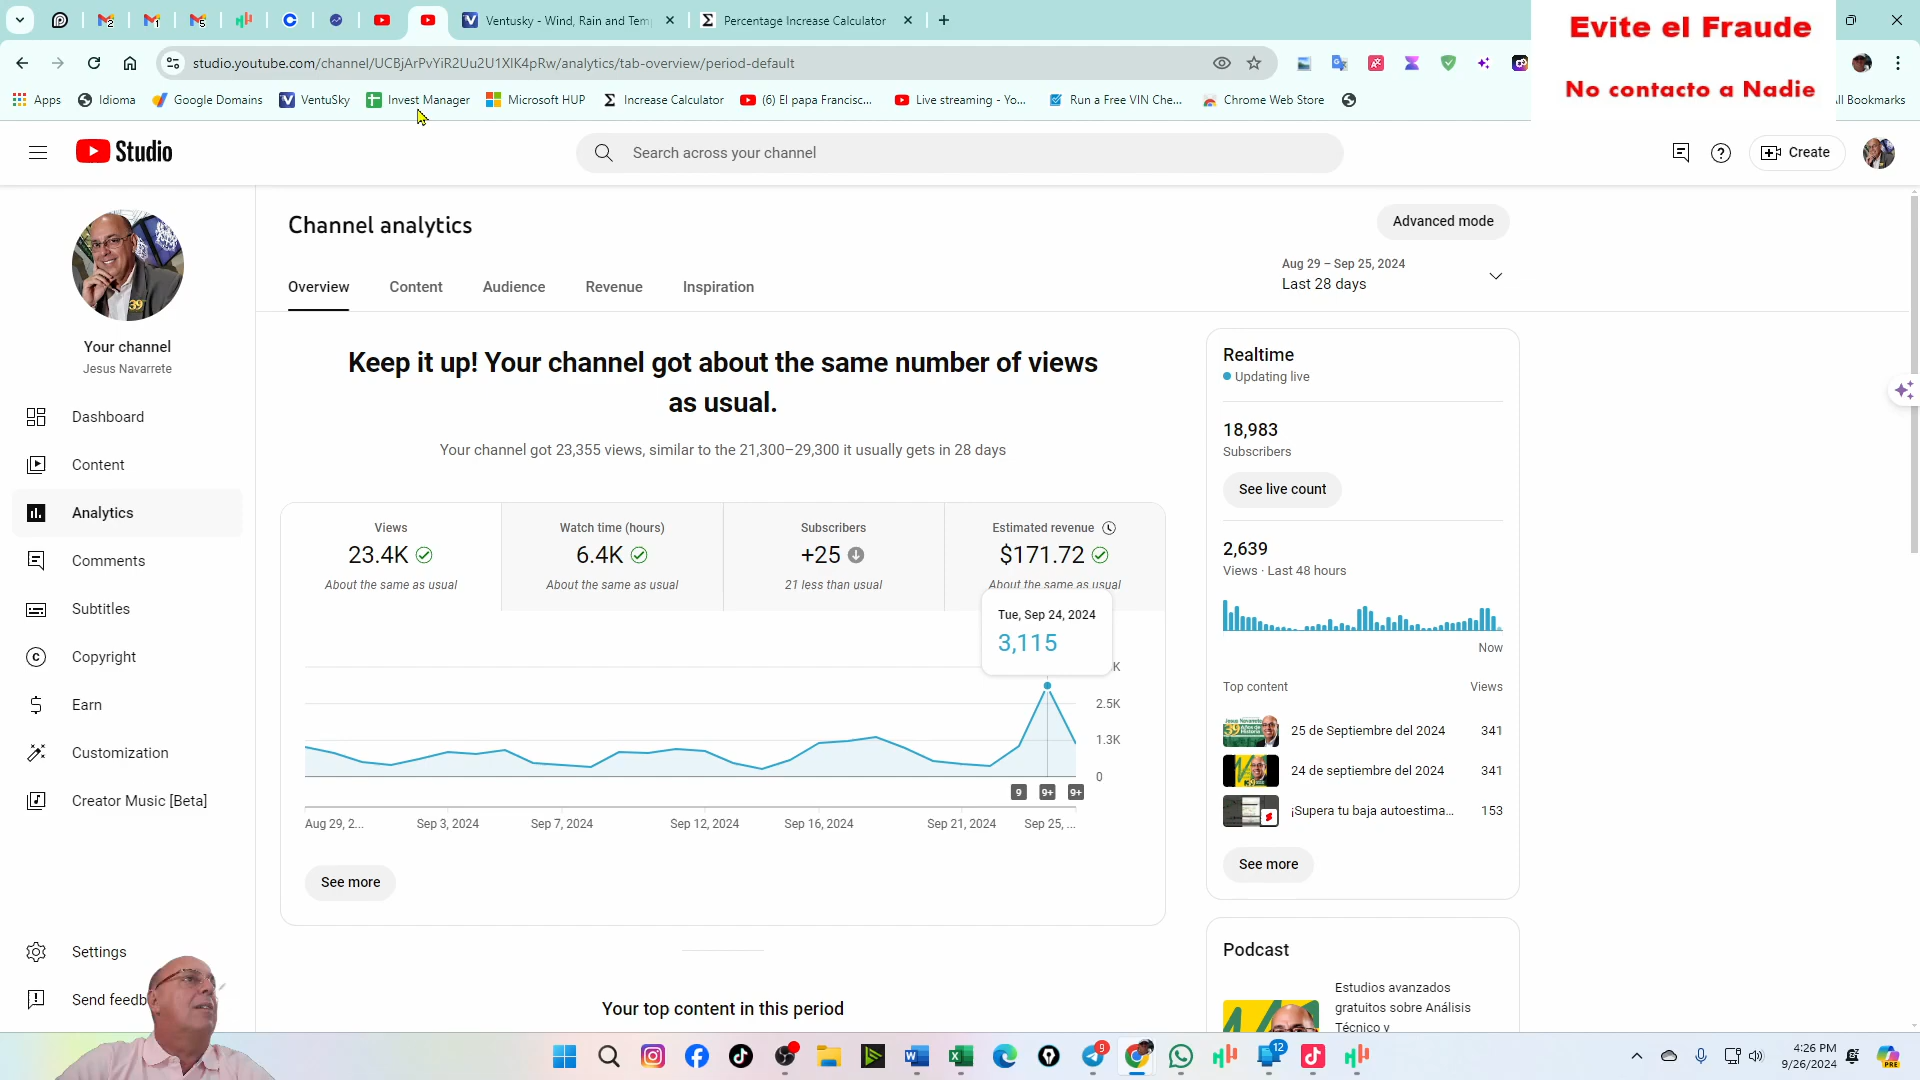 Ventusky - Wind, Rain and Tem
Percentage Increase Calculator
Evite el Fraude
No contacto a Nadie
studio.youtube.com/channel/UCBjArPvYiR2Uu2U1XlK4pRw/analytics/tab-overview/period-default
Apps
Idioma
Google Domains
VentuSky
Invest Manager
Microsoft HUP
Increase Calculator
(6) El papa Francisc...
Live streaming - Yo...
Run a Free VIN Che...
Chrome Web Store
All Bookmarks
Studio
Search across your channel
Create
Your channel
Jesus Navarrete
Dashboard
Content
Analytics
Comments
Subtitles
Copyright
Earn
Customization
Creator Music [Beta]
Settings
Send feedb
Channel analytics
Advanced mode
Overview
Content
Audience
Revenue
Inspiration
Aug 29 – Sep 25, 2024
Last 28 days
Keep it up! Your channel got about the same number of views
as usual.
Your channel got 23,355 views, similar to the 21,300–29,300 it usually gets in 28 days
Views
23.4K
About the same as usual
Watch time (hours)
6.4K
About the same as usual
Subscribers
+25
21 less than usual
Estimated revenue
$171.72
About the same as usual
Tue, Sep 24, 2024
3,115
K
2.5K
1.3K
0
9
9+
9+
Aug 29, 2...
Sep 3, 2024
Sep 7, 2024
Sep 12, 2024
Sep 16, 2024
Sep 21, 2024
Sep 25, ...
See more
Your top content in this period
Realtime
Updating live
18,983
Subscribers
See live count
2,639
Views · Last 48 hours
Now
Top content
Views
25 de Septiembre del 2024
341
24 de septiembre del 2024
341
¡Supera tu baja autoestima...
153
See more
Podcast
Estudios avanzados
gratuitos sobre Análisis
Técnico y
9
12
4:26 PM
9/26/2024